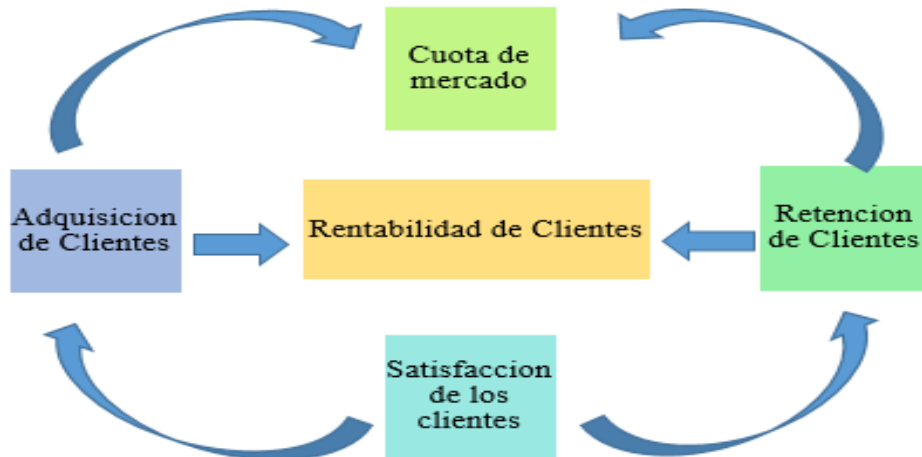 Cuota de
mercado
Adquisicion
de Clientes
Rentabilidad de Clientes
Retencion
de Clientes
Satisfaccion
de los
clientes